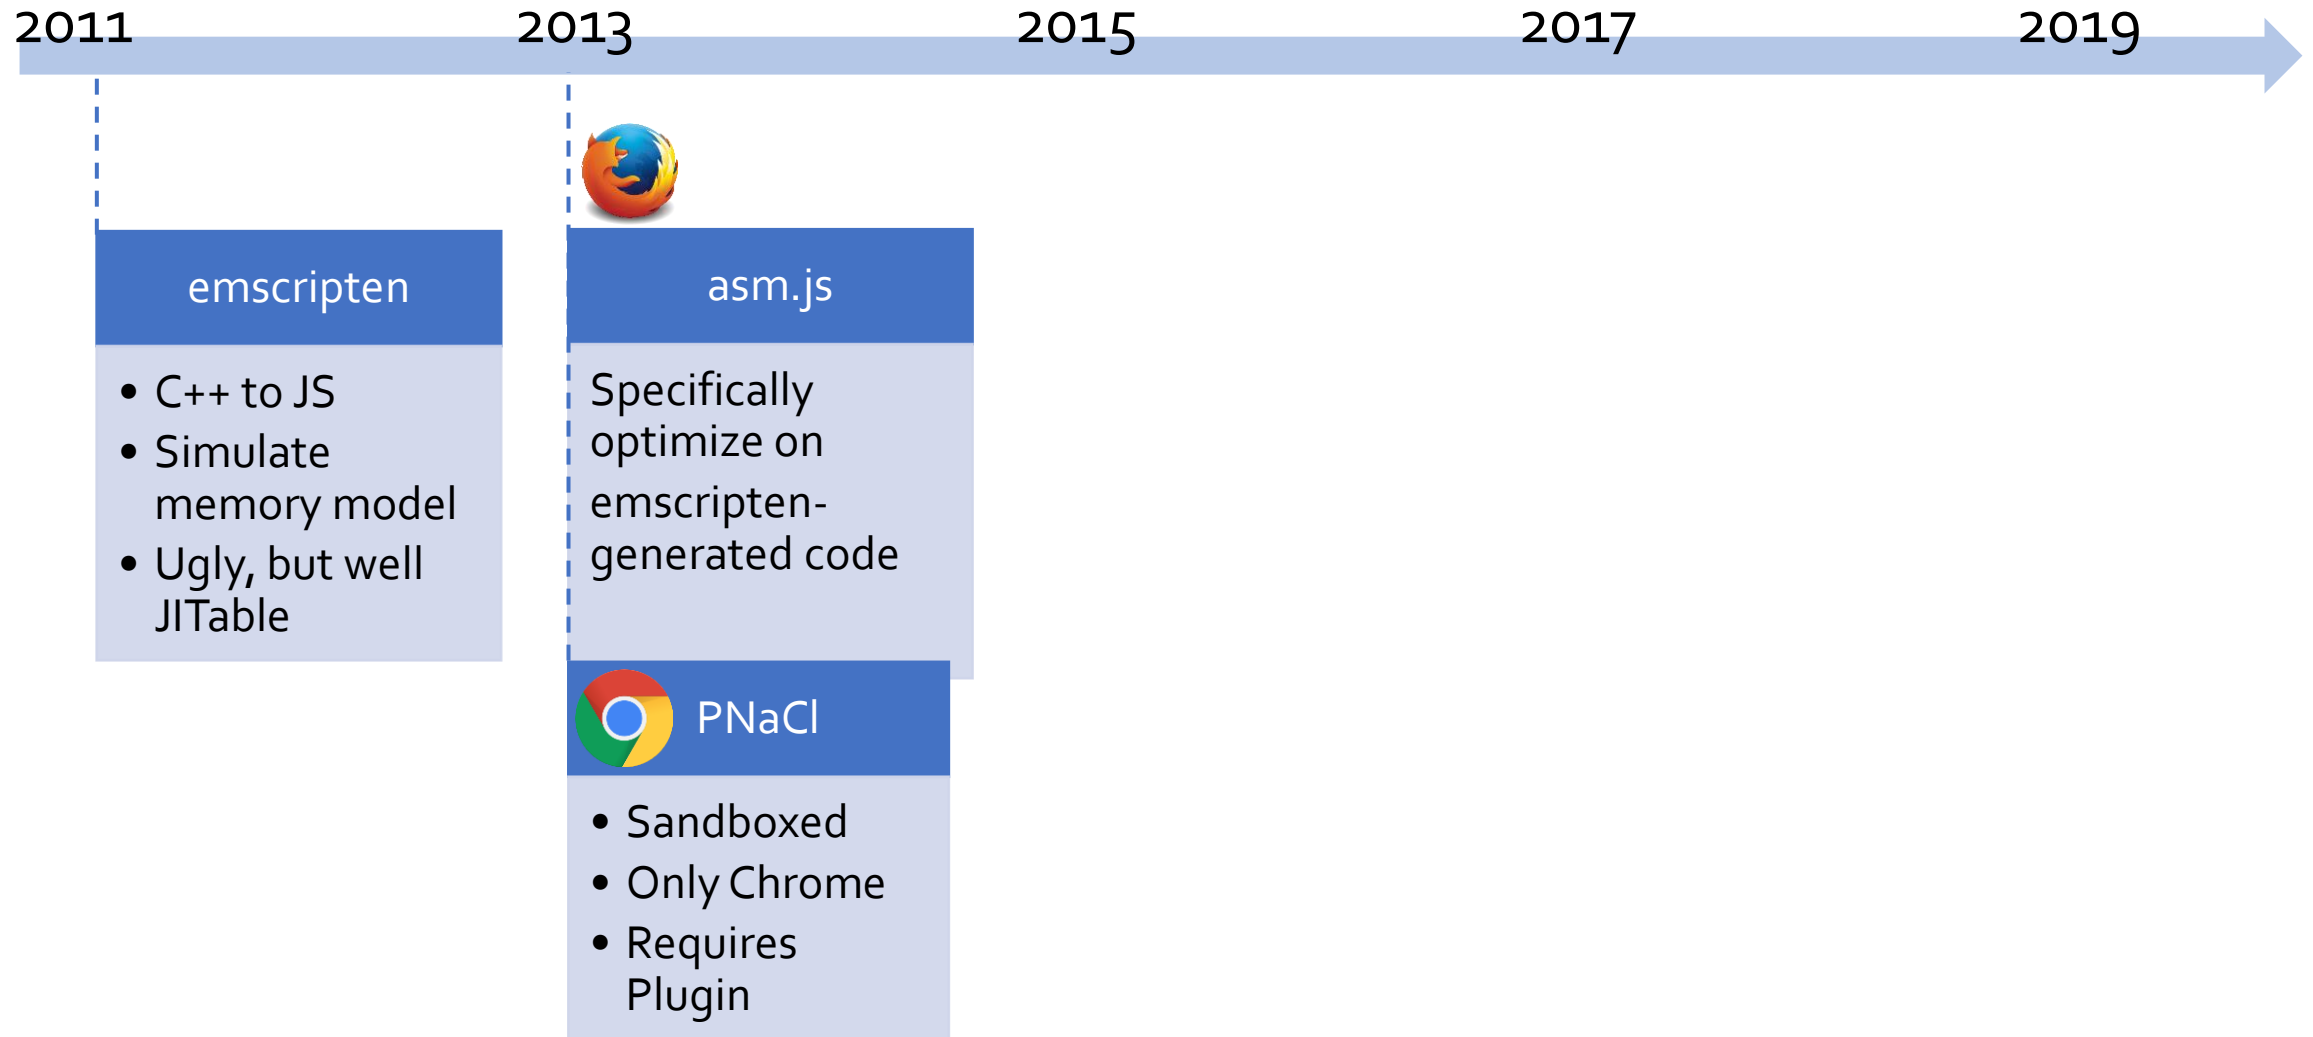 2011 2013 2015 2017 2019
emscripten
• C++ to JS
• Simulate
memory model
• Ugly, but well
JITable
asm.js
Specifically
optimize on
emscripten-
generated code
PNaCl
• Sandboxed
• Only Chrome
• Requires
Plugin